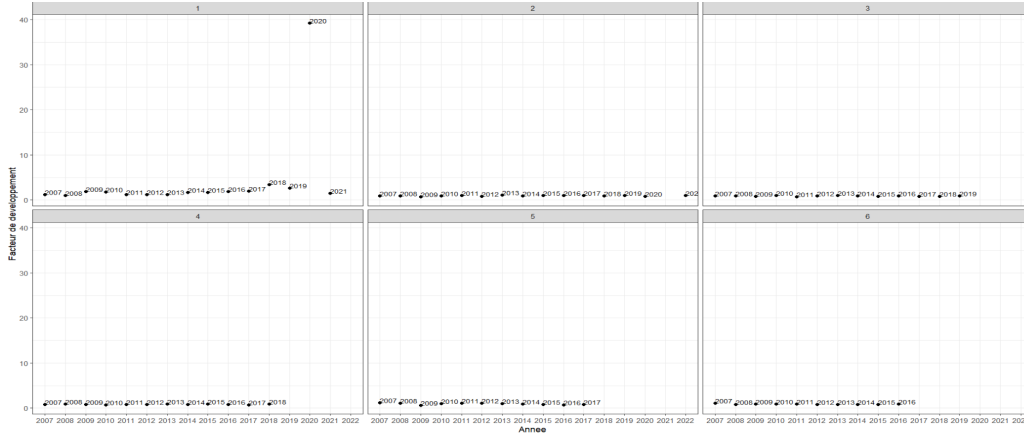 1 2 3
40
30
20
10
0
2007 2008 2009 2010 2011 2012 2013 2014 2015 2016 2017 2018 2019 2020 2021
2007 2008 2009 2010 2011 2012 2013 2014 2015 2016 2017 2018 2019 2020 202
2007 2008 2009 2010 2011 2012 2013 2014 2015 2016 2017 2018 2019
Facteur de developpement
4 5 6
40
30
20
10
0
2007 2008 2009 2010 2011 2012 2013 2014 2015 2016 2017 2018
2007 2008 2009 2010 2011 2012 2013 2014 2015 2016 2017
2007 2008 2009 2010 2011 2012 2013 2014 2015 2016
2007 2008 2009 2010 2011 2012 2013 2014 2015 2016 2017 2018 2019 2020 2021 2022
2007 2008 2009 2010 2011 2012 2013 2014 2015 2016 2017 2018 2019 2020 2021 2022
2007 2008 2009 2010 2011 2012 2013 2014 2015 2016 2017 2018 2019 2020 2021 202
Annee